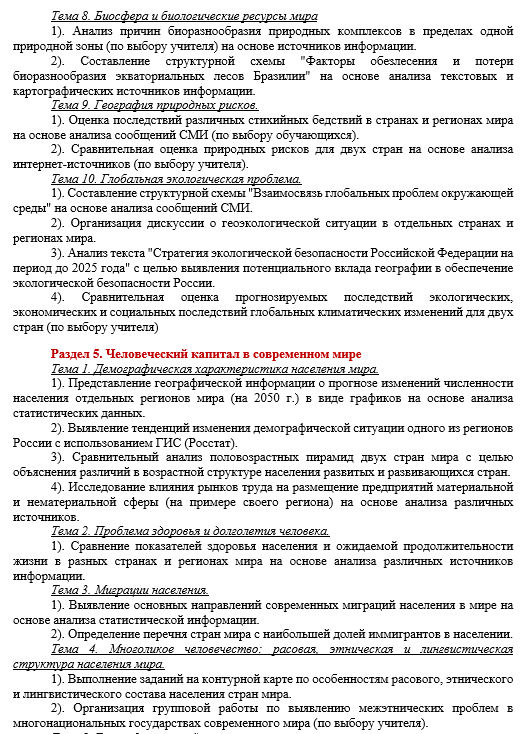 Тема 8. Биосфера и биологические ресурсы мира
1). Анализ причин биоразнообразия природных комплексов в пределах одной
природной зоны (по выбору учителя) на основе источников информации.
2). Составление структурной схемы "Факторы обезлесения и потери
биоразнообразия экваториальных лесов Бразилии" на основе анализа текстовых и
картографических источников информации.
Тема 9. География природных рисков.
1). Оценка последствий различных стихийных бедствий в странах и регионах мира
на основе анализа сообщений СМИ (по выбору обучающихся).
2). Сравнительная оценка природных рисков для двух стран на основе анализа
интернет-источников (по выбору учителя).
Тема 10. Глобальная экологическая проблема.
1). Составление структурной схемы "Взаимосвязь глобальных проблем окружающей
среды" на основе анализа сообщений СМИ.
2). Организация дискуссии о геоэкологической ситуации в отдельных странах и
регионах мира.
3). Анализ текста "Стратегия экологической безопасности Российской Федерации на
период до 2025 года" с целью выявления потенциального вклада географии в обеспечение
экологической безопасности России.
4). Сравнительная оценка прогнозируемых последствий экологических,
экономических и социальных последствий глобальных климатических изменений для двух
стран (по выбору учителя)
Раздел 5. Человеческий капитал в современном мире
Тема 1. Демографическая характеристика населения мира.
1). Представление географической информации о прогнозе изменений численности
населения отдельных регионов мира (на 2050 г.) в виде графиков на основе анализа
статистических данных.
2). Выявление тенденций изменения демографической ситуации одного из регионов
России с использованием ГИС (Росстат).
3). Сравнительный анализ половозрастных пирамид двух стран мира с целью
объяснения различий в возрастной структуре населения развитых и развивающихся стран.
4). Исследование влияния рынков труда на размещение предприятий материальной
и нематериальной сферы (на примере своего региона) на основе анализа различных
источников.
Тема 2. Проблема здоровья и долголетия человека.
1). Сравнение показателей здоровья населения и ожидаемой продолжительности
жизни в разных странах и регионах мира на основе анализа различных источников
информации.
Тема 3. Миграции населения.
1). Выявление основных направлений современных миграций населения в мире на
основе анализа статистической информации.
2). Определение перечня стран мира с наибольшей долей иммигрантов в населении.
Тема 4. Многоликое человечество: расовая, этническая и лингвистическая
структура населения мира.
1). Выполнение заданий на контурной карте по особенностям расового, этнического
и лингвистического состава населения стран мира.
2). Организация групповой работы по выявлению межэтнических проблем в
многонациональных государствах современного мира (по выбору учителя).